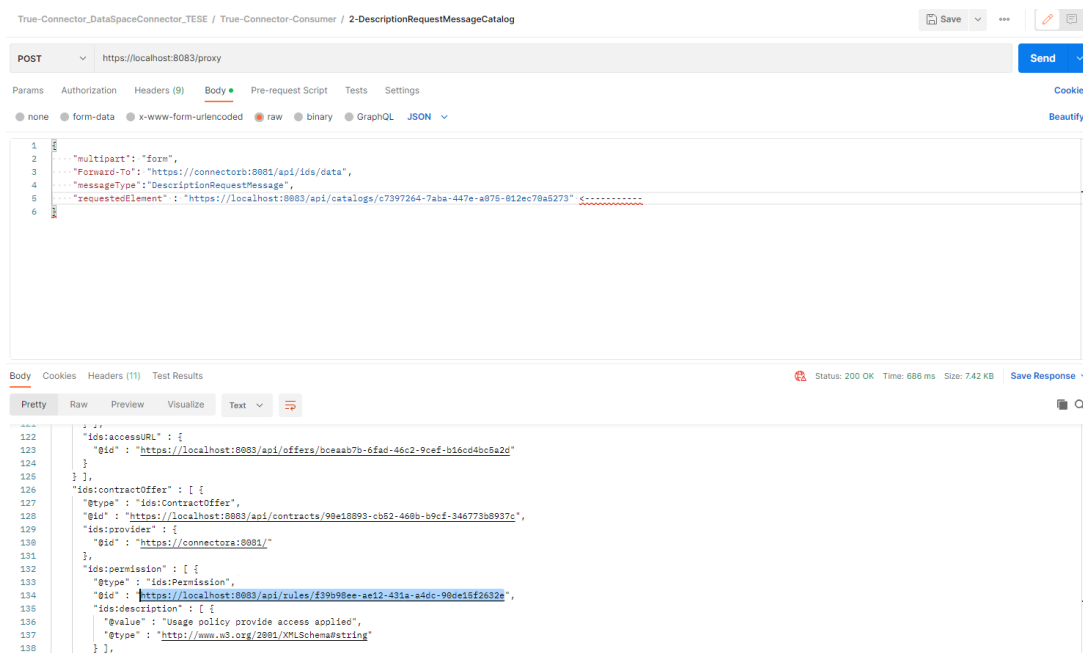 True-Connector_DataSpaceConnector_TESE / True-Connector-Consumer / 2-DescriptionRequestMessageCatalog
Save
POST https://localhost:8083/proxy Send
Params Authorization Headers (9) Body Pre-request Script Tests Settings Cookie
none form-data x-www-form-urlencoded raw binary GraphQL JSON Beautify
1 {
2 ····"multipart": "form",
3 ····"Forward-To": "https://connectorb:8081/api/ids/data",
4 ····"messageType":"DescriptionRequestMessage",
5 ····"requestedElement" : "https://localhost:8083/api/catalogs/c7397264-7aba-447e-a075-012ec70a5273" <-----------
6 }
Body Cookies Headers (11) Test Results Status: 200 OK Time: 686 ms Size: 7.42 KB Save Response
Pretty Raw Preview Visualize Text
121 } ],
122 "ids:accessURL" : {
123 "@id" : "https://localhost:8083/api/offers/bceaab7b-6fad-46c2-9cef-b16cd4bc5a2d"
124 }
125 } ],
126 "ids:contractOffer" : [ {
127 "@type" : "ids:ContractOffer",
128 "@id" : "https://localhost:8083/api/contracts/90e18893-cb52-460b-b9cf-346773b8937c",
129 "ids:provider" : {
130 "@id" : "https://connectora:8081/"
131 },
132 "ids:permission" : [ {
133 "@type" : "ids:Permission",
134 "@id" : "https://localhost:8083/api/rules/f39b98ee-ae12-431a-a4dc-90de15f2632e",
135 "ids:description" : [ {
136 "@value" : "Usage policy provide access applied",
137 "@type" : "http://www.w3.org/2001/XMLSchema#string"
138 } ],